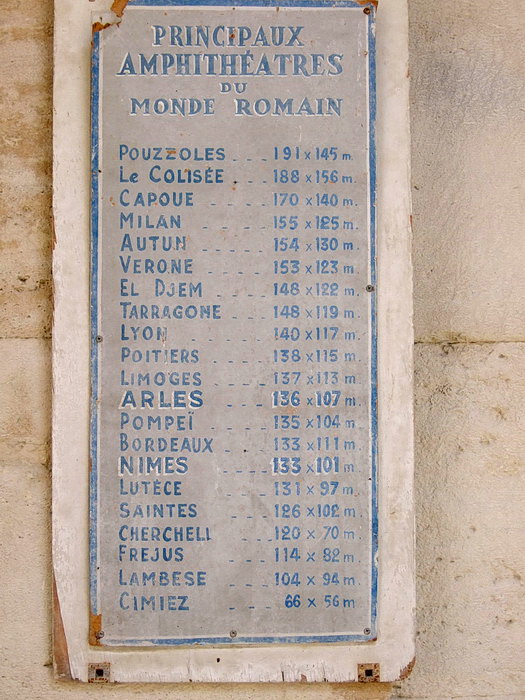 PRINCIPAUX
AMPHITHÉATRES
DU
MONDE ROMAIN
POUZZOLES _ _ _ 191 x 145 m.
Le COLISÉE _ _ _ 188 x 156 m.
CAPOUE _ _ _ 170 x 140 m.
MILAN _ _ _ 155 x 125 m.
AUTUN _ _ _ 154 x 130 m.
VERONE _ _ _ 153 x 123 m.
EL DJEM _ _ _ 148 x 122 m.
TARRAGONE _ _ _ 148 x 119 m.
LYON _ _ _ _ 140 x 117 m.
POITIERS _ _ _ 138 x 115 m.
LIMOGES _ _ _ 137 x 113 m.
ARLES _ _ _ 136 x 107 m.
POMPEÏ _ _ _ 135 x 104 m.
BORDEAUX _ _ _ 133 x 111 m.
NIMES _ _ _ 133 x 101 m.
LUTÈCE _ _ _ 131 x 97 m.
SAINTES _ _ _ 126 x 102 m.
CHERCHELL _ _ 120 x 70 m.
FREJUS _ _ _ 114 x 82 m.
LAMBESE _ _ _ 104 x 94 m.
CIMIEZ _ _ 66 x 56 m